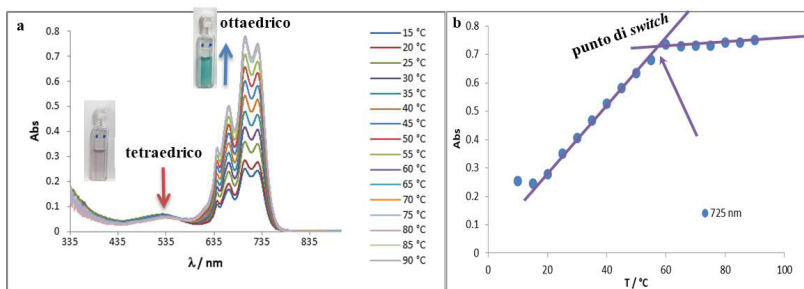 a
ottaedrico
tetraedrico
Abs
0.8
0.7
0.6
0.5
0.4
0.3
0.2
0.1
0
335
435
535
635
735
835
λ / nm
15 °C
20 °C
25 °C
30 °C
35 °C
40 °C
45 °C
50 °C
55 °C
60 °C
65 °C
70 °C
75 °C
80 °C
85 °C
90 °C
b
punto di switch
Abs
0.8
0.7
0.6
0.5
0.4
0.3
0.2
0.1
0
0
20
40
60
80
100
T / °C
725 nm